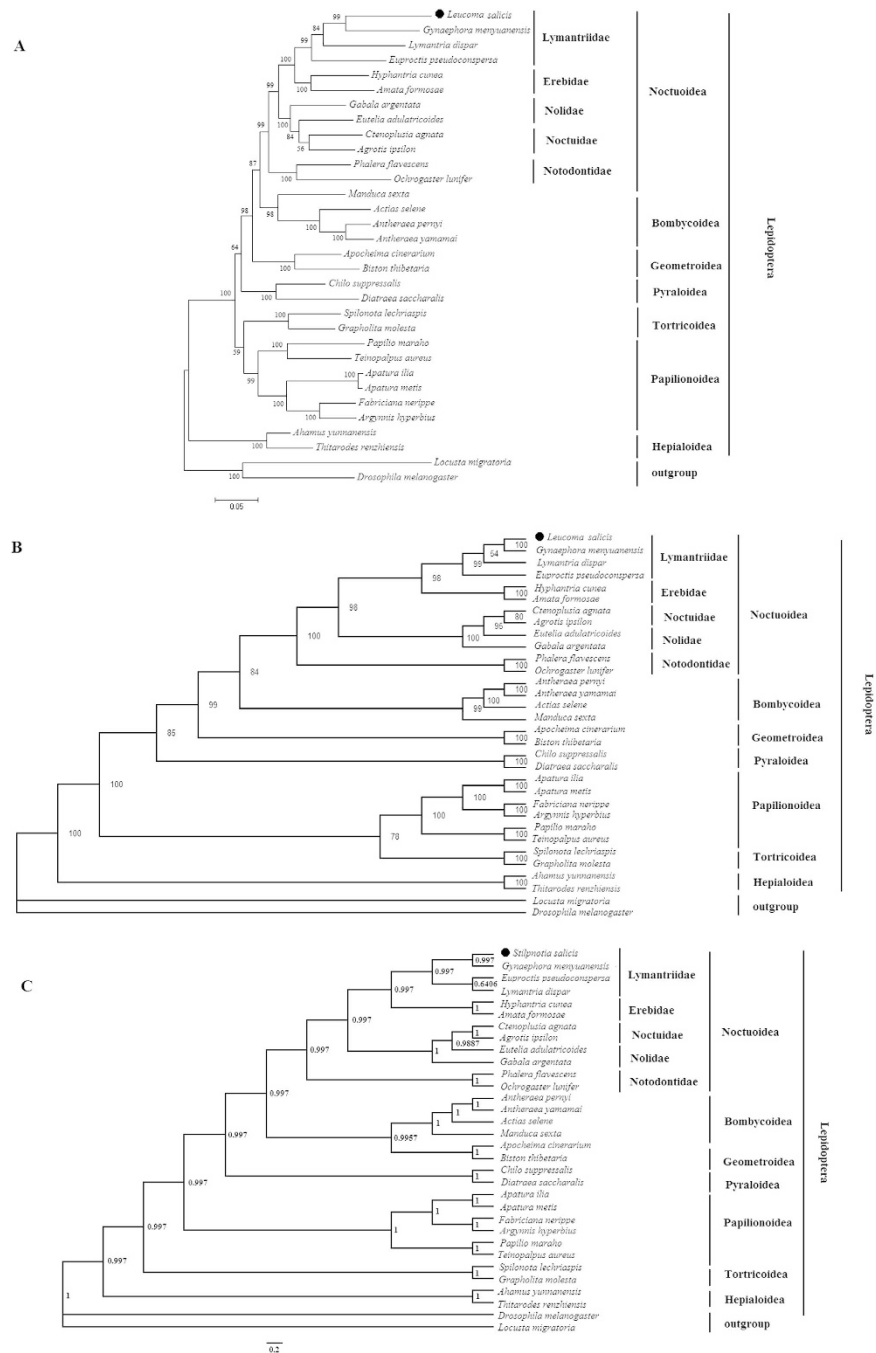 A
Leucoma salicis
Gynaephora menyuanensis
Lymantria dispar
Euproctis pseudoconspersa
Hyphantria cunea
Amata formosae
Gabala argentata
Eutelia adulatricoides
Ctenoplusia agnata
Agrotis ipsilon
Phalera flavescens
Ochrogaster lunifer
Manduca sexta
Actias selene
Antheraea pernyi
Antheraea yamamai
Apocheima cinerarium
Biston thibetaria
Chilo suppressalis
Diatraea saccharalis
Spilonota lechriaspis
Grapholita molesta
Papilio maraho
Teinopalpus aureus
Apatura ilia
Apatura metis
Fabriciana nerippe
Argynnis hyperbius
Ahamus yunnanensis
Thitarodes renzhiensis
Locusta migratoria
Drosophila melanogaster
99
84
99
99
100
99
100
84
56
87
100
98
98
100
100
64
100
100
100
100
39
100
99
100
100
100
100
100
100
0.05
Lymantriidae
Erebidae
Nolidae
Noctuidae
Notodontidae
Noctuoidea
Bombycoidea
Geometroidea
Pyraloidea
Tortricoidea
Papilionoidea
Hepialoidea
outgroup
Lepidoptera
B
Leucoma salicis
Gynaephora menyuanensis
Lymantria dispar
Euproctis pseudoconspersa
Hyphantria cunea
Amata formosae
Ctenoplusia agnata
Agrotis ipsilon
Eutelia adulatricoides
Gabala argentata
Phalera flavescens
Ochrogaster lunifer
Antheraea pernyi
Antheraea yamamai
Actias selene
Manduca sexta
Apocheima cinerarium
Biston thibetaria
Chilo suppressalis
Diatraea saccharalis
Apatura ilia
Apatura metis
Fabriciana nerippe
Argynnis hyperbius
Papilio maraho
Teinopalpus aureus
Spilonota lechriaspis
Grapholita molesta
Ahamus yunnanensis
Thitarodes renzhiensis
Locusta migratoria
Drosophila melanogaster
100
54
99
98
100
98
80
96
100
100
100
84
100
100
99
99
100
85
100
100
100
100
100
100
100
78
100
100
100
Lymantriidae
Erebidae
Noctuidae
Nolidae
Notodontidae
Noctuoidea
Bombycoidea
Geometroidea
Pyraloidea
Papilionoidea
Tortricoidea
Hepialoidea
outgroup
Lepidoptera
C
Stilpnotia salicis
Gynaephora menyuanensis
Euproctis pseudoconspersa
Lymantria dispar
Hyphantria cunea
Amata formosae
Ctenoplusia agnata
Agrotis ipsilon
Eutelia adulatricoides
Gabala argentata
Phalera flavescens
Ochrogaster lunifer
Antheraea pernyi
Antheraea yamamai
Actias selene
Manduca sexta
Apocheima cinerarium
Biston thibetaria
Chilo suppressalis
Diatraea saccharalis
Apatura ilia
Apatura metis
Fabriciana nerippe
Argynnis hyperbius
Papilio maraho
Teinopalpus aureus
Spilonota lechriaspis
Grapholita molesta
Ahamus yunnanensis
Thitarodes renzhiensis
Drosophila melanogaster
Locusta migratoria
0.997
0.997
0.6406
0.997
1
0.997
1
0.9887
1
0.997
1
0.997
1
1
1
0.9957
1
0.997
1
0.997
1
1
1
1
1
0.997
1
0.997
1
1
0.2
Lymantriidae
Erebidae
Noctuidae
Nolidae
Notodontidae
Noctuoidea
Bombycoidea
Geometroidea
Pyraloidea
Papilionoidea
Tortricoidea
Hepialoidea
outgroup
Lepidoptera